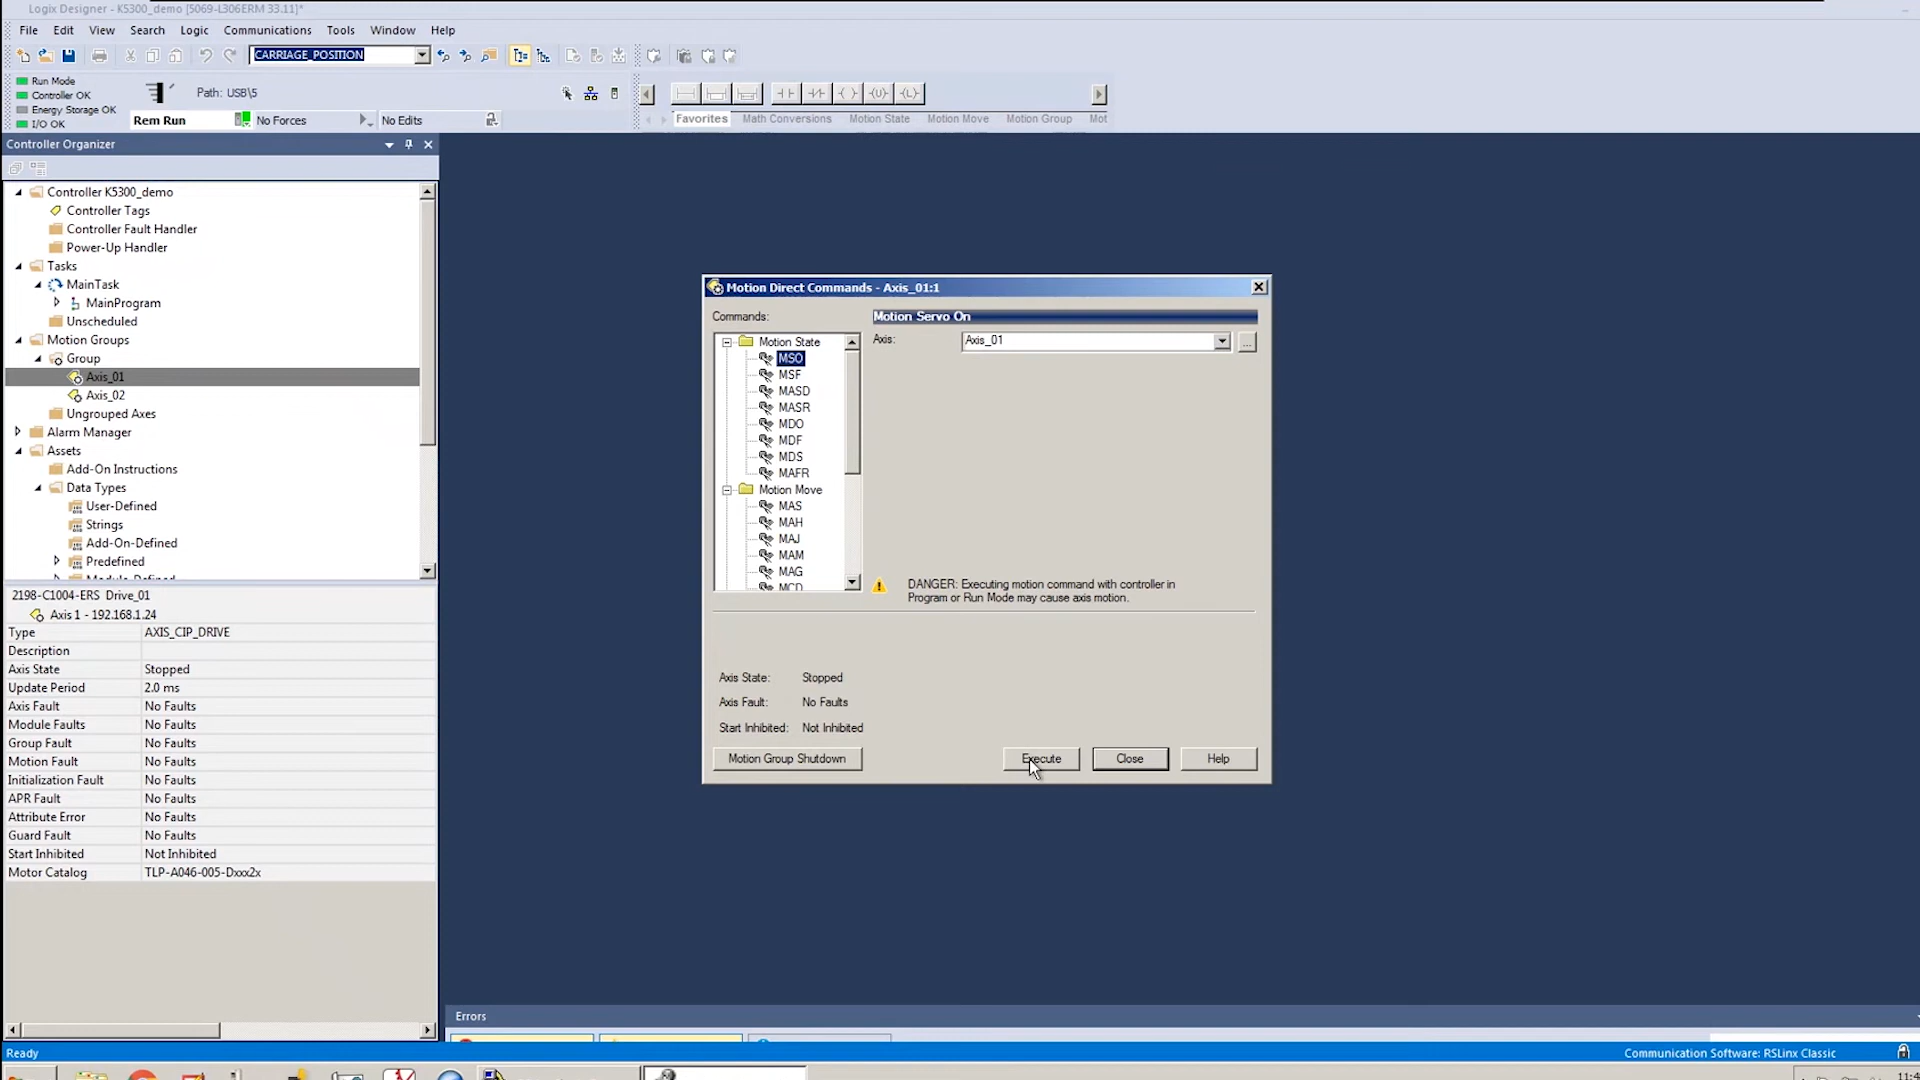 Logix Designer - K5300_demo [5069-L306ERM 33.11]*
File Edit View Search Logic Communications Tools Window Help
CARRIAGE_POSITION
Run Mode
Controller OK
Energy Storage OK
I/O OK
Path: USB\5
Rem Run
No Forces
No Edits
Favorites Math Conversions Motion State Motion Move Motion Group Mot
Controller Organizer
Controller K5300_demo
Controller Tags
Controller Fault Handler
Power-Up Handler
Tasks
MainTask
MainProgram
Unscheduled
Motion Groups
Group
Axis_01
Axis_02
Ungrouped Axes
Alarm Manager
Assets
Add-On Instructions
Data Types
User-Defined
Strings
Add-On-Defined
Predefined
Module-Defined
2198-C1004-ERS Drive_01
Axis 1 - 192.168.1.24
Type AXIS_CIP_DRIVE
Description
Axis State Stopped
Update Period 2.0 ms
Axis Fault No Faults
Module Faults No Faults
Group Fault No Faults
Motion Fault No Faults
Initialization Fault No Faults
APR Fault No Faults
Attribute Error No Faults
Guard Fault No Faults
Start Inhibited Not Inhibited
Motor Catalog TLP-A046-005-Dxxx2x
Motion Direct Commands - Axis_01:1
Commands:
Motion State
MSO
MSF
MASD
MASR
MDO
MDF
MDS
MAFR
Motion Move
MAS
MAH
MAJ
MAM
MAG
MCD
Motion Servo On
Axis: Axis_01 ...
DANGER: Executing motion command with controller in
Program or Run Mode may cause axis motion.
Axis State: Stopped
Axis Fault: No Faults
Start Inhibited: Not Inhibited
Motion Group Shutdown Execute Close Help
Errors
Ready
Communication Software: RSLinx Classic